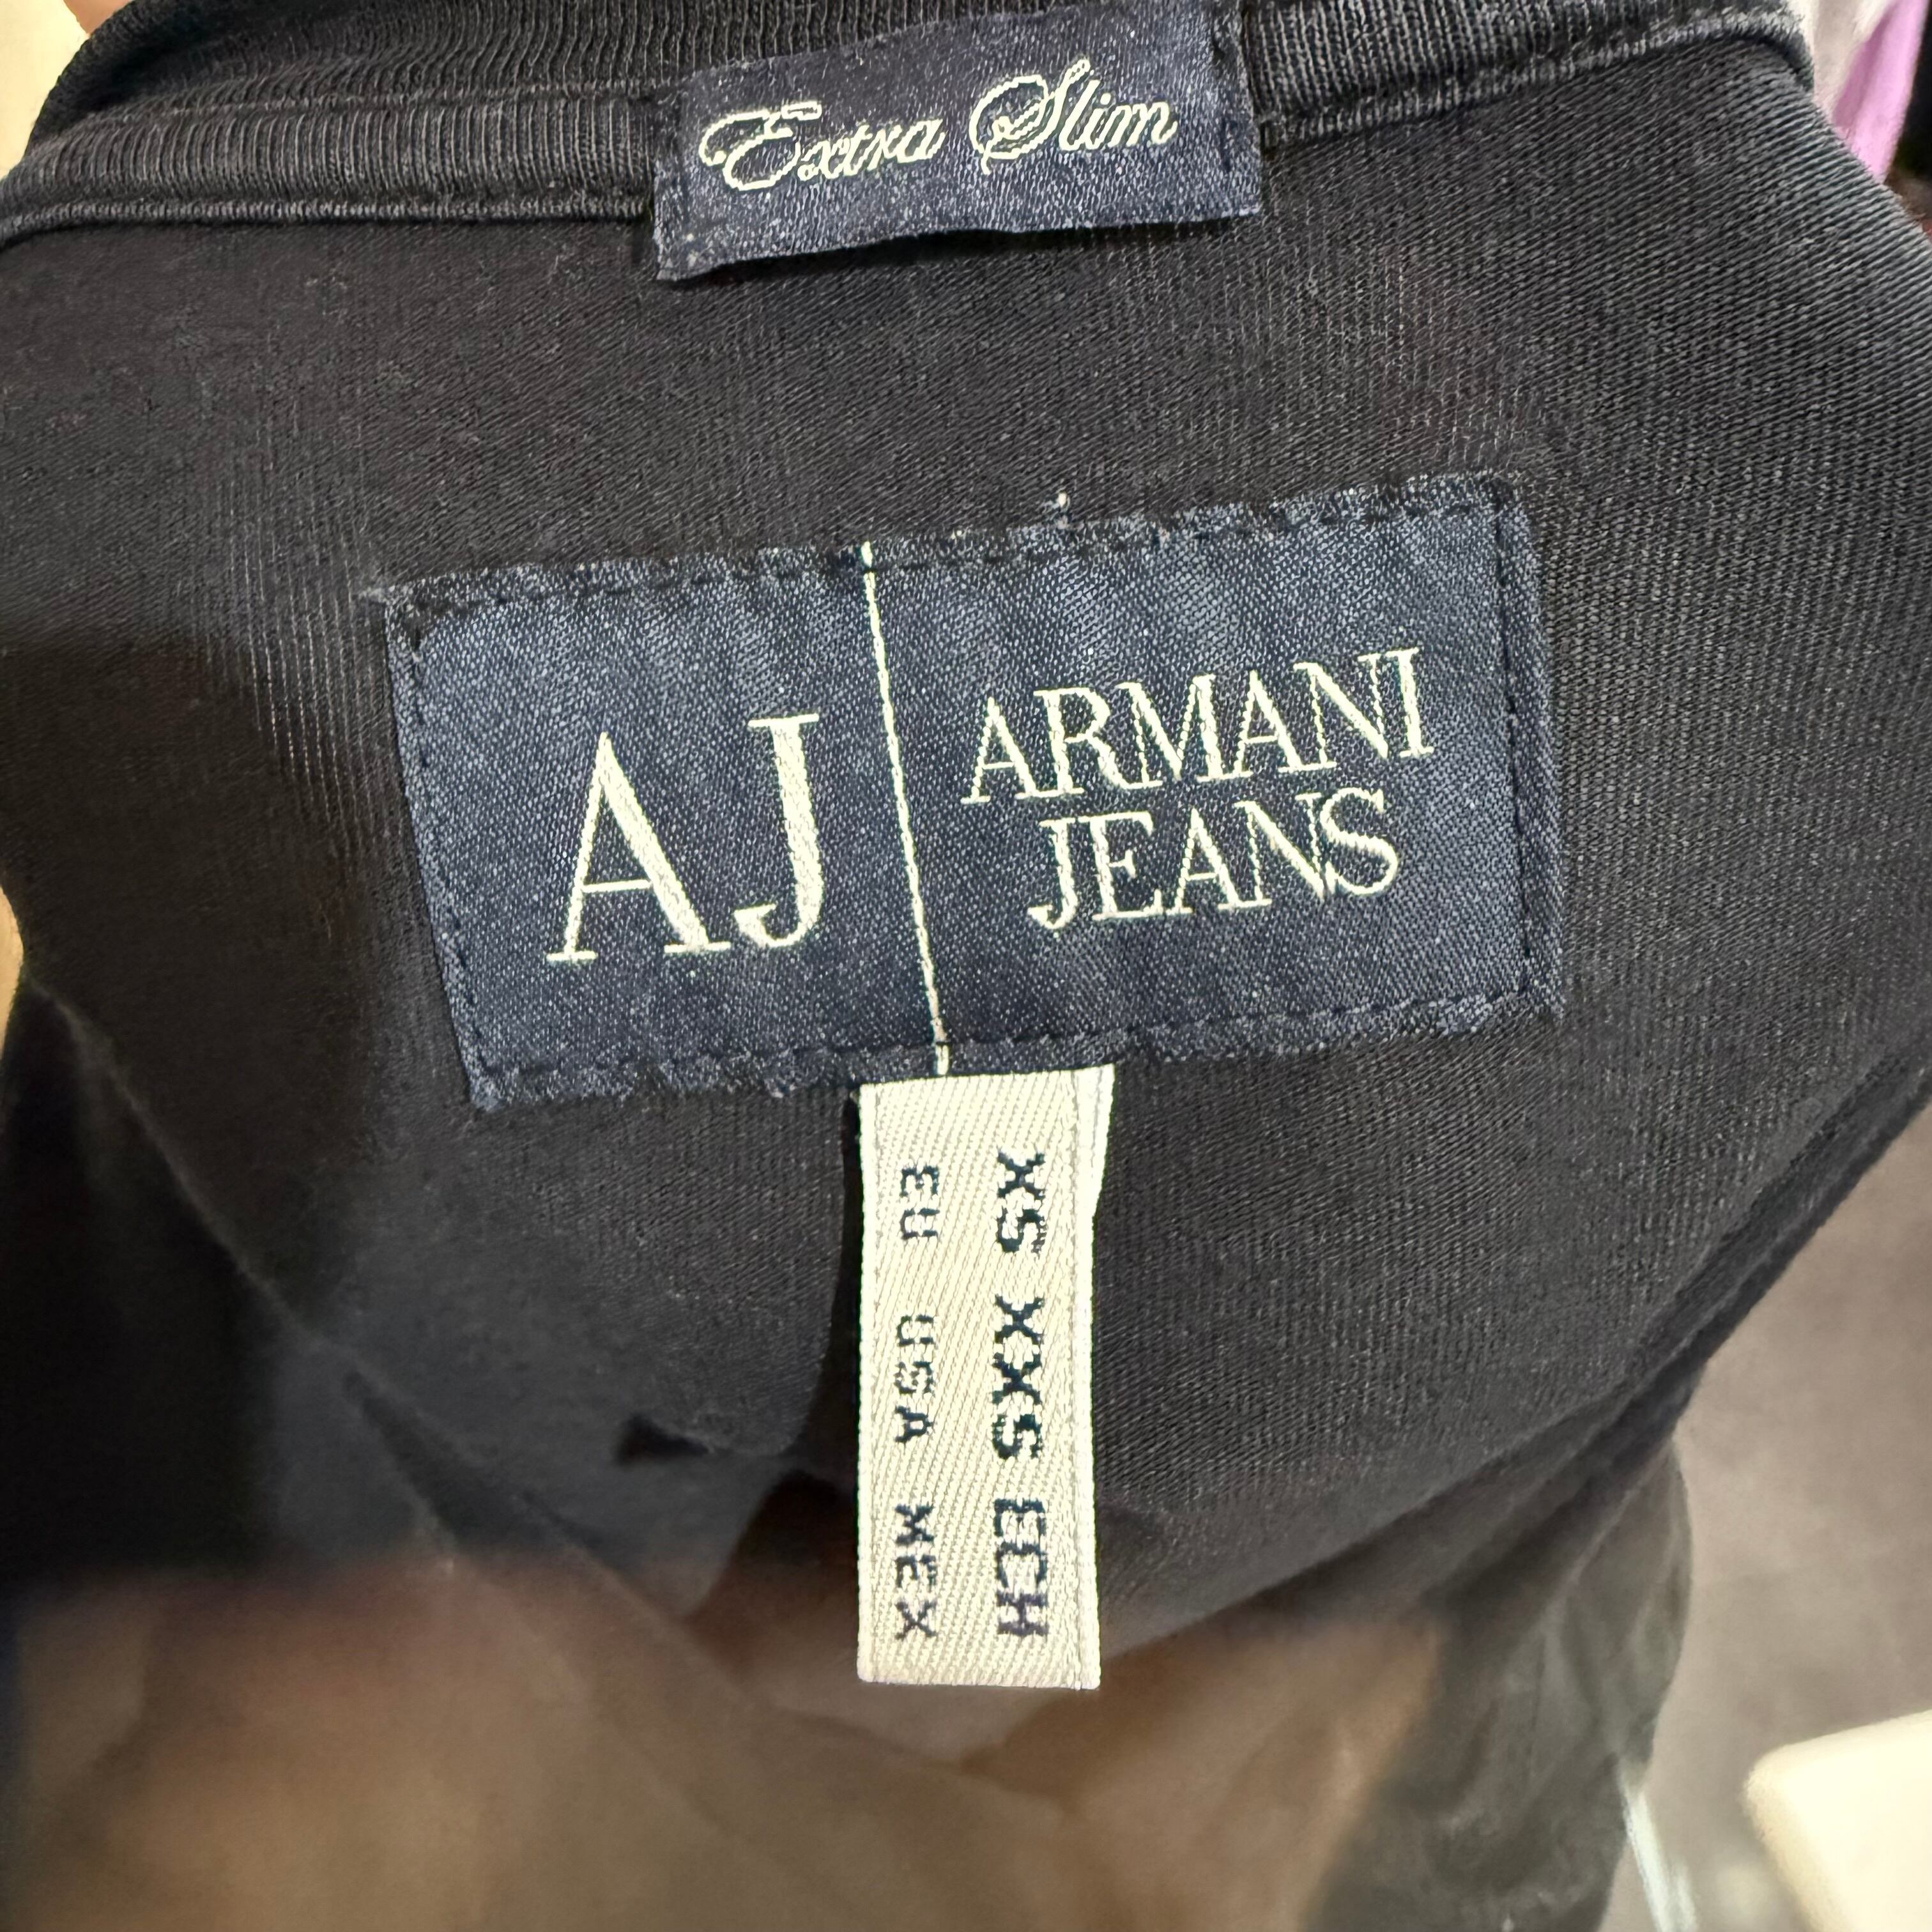 Extra Slim
AJ
ARMANI
JEANS
XS XXS ECH
EU USA MEX